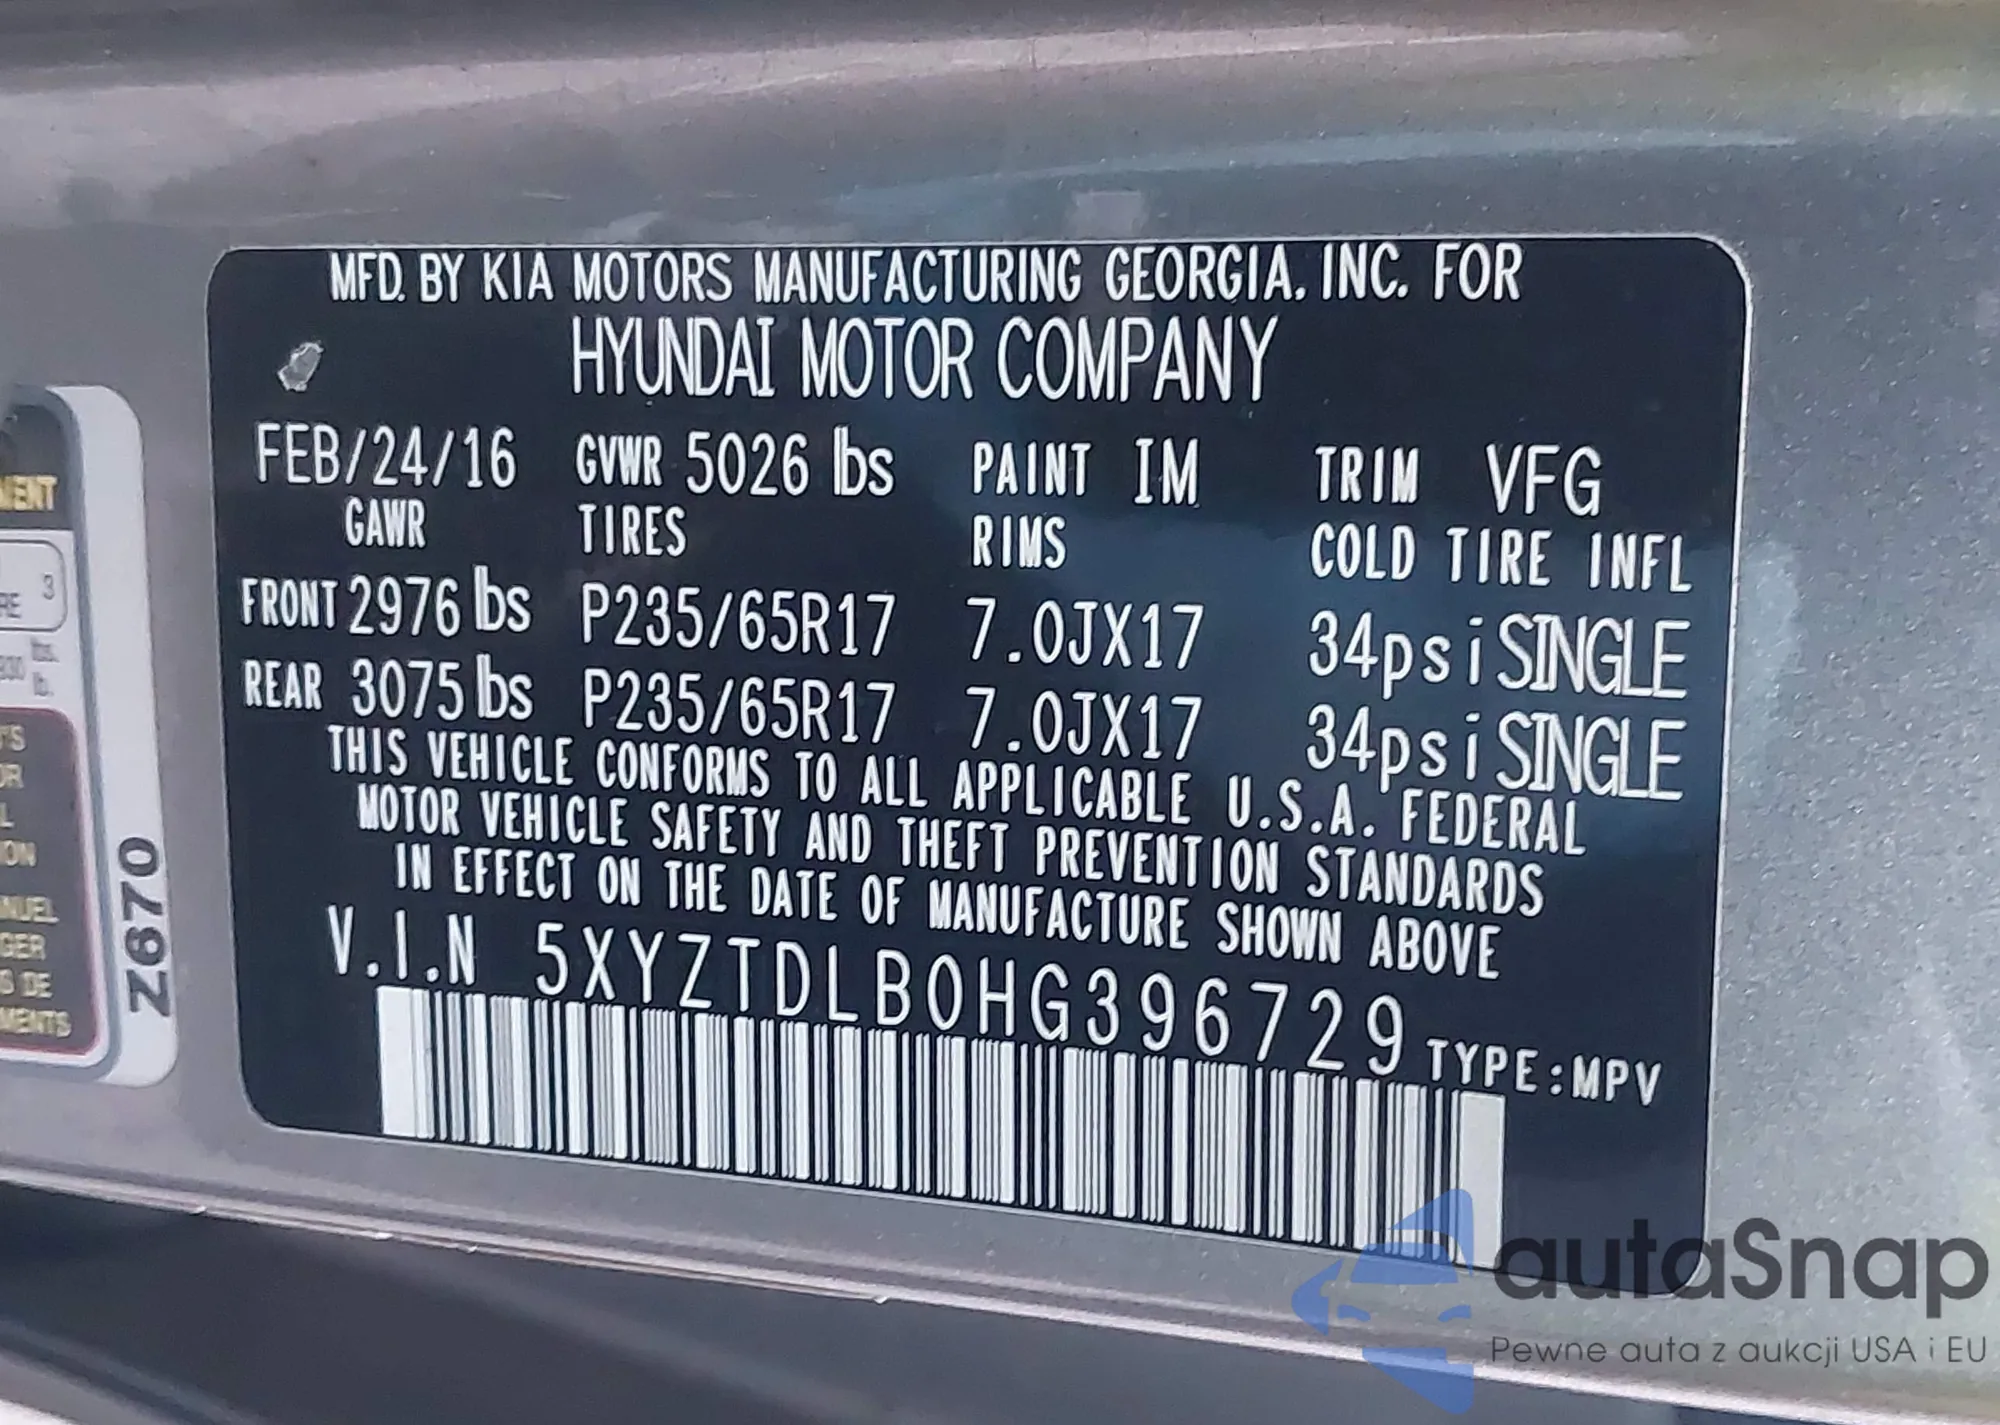 MFD. BY KIA MOTORS MANUFACTURING GEORGIA, INC. FOR
HYUNDAI MOTOR COMPANY
FEB/24/16 GVWR 5026 lbs PAINT IM TRIM VFG
GAWR TIRES RIMS COLD TIRE INFL
FRONT 2976 lbs P235/65R17 7.0JX17 34psi SINGLE
REAR 3075 lbs P235/65R17 7.0JX17 34psi SINGLE
THIS VEHICLE CONFORMS TO ALL APPLICABLE U.S.A. FEDERAL
MOTOR VEHICLE SAFETY AND THEFT PREVENTION STANDARDS
IN EFFECT ON THE DATE OF MANUFACTURE SHOWN ABOVE
V.I.N 5XYZTDLB0HG396729 TYPE:MPV
Z670
3
lbs.
lb.
DE
autaSnap
Pewne auta z aukcji USA i EU